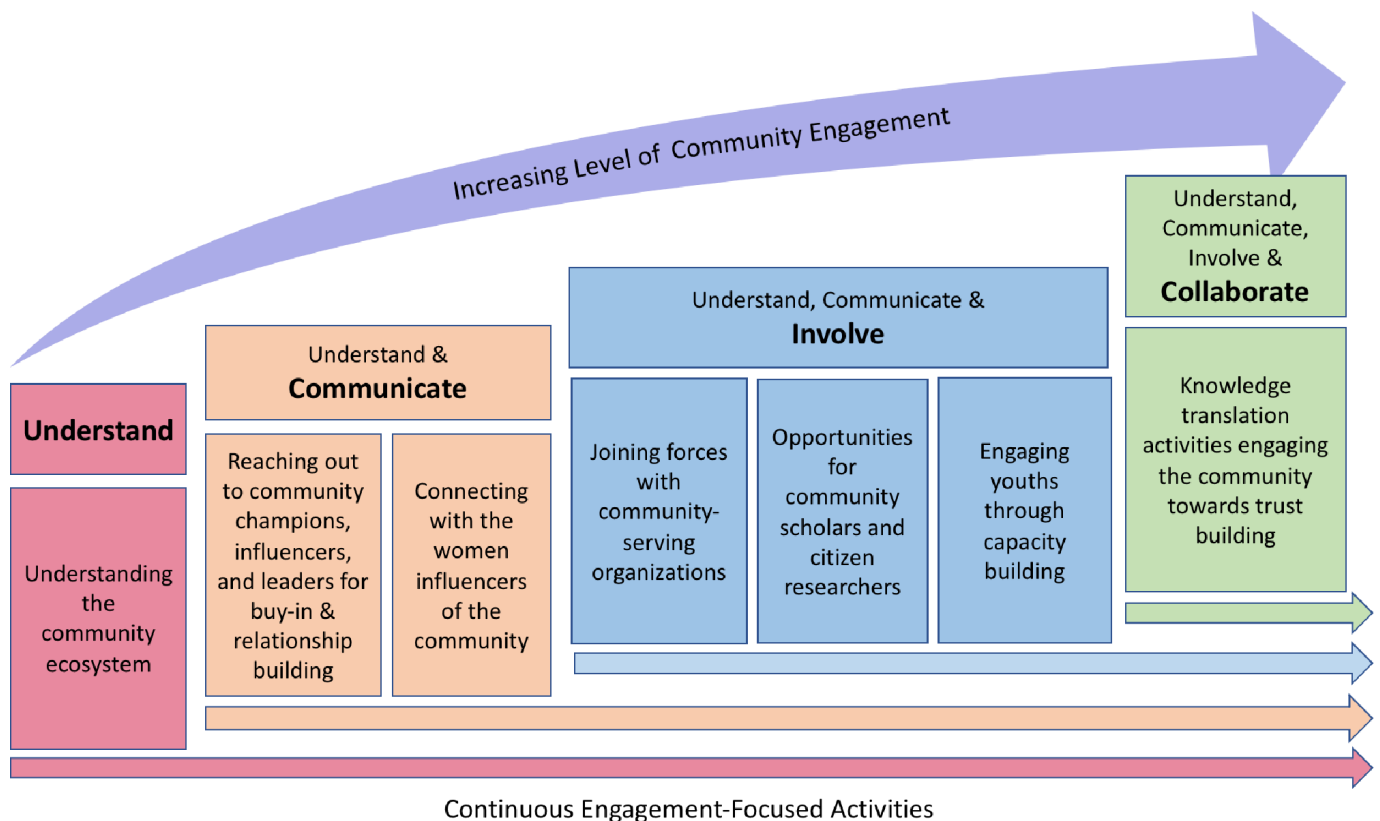 Increasing Level of Community Engagement
Understand,
Communicate,
Involve &
Collaborate
Understand, Communicate &
Involve
Understand &
Communicate
Understand
Understanding
the
community
ecosystem
Reaching out
to community
champions,
influencers,
and leaders for
buy-in &
relationship
building
Connecting
with the
women
influencers
of the
community
Joining forces
with
community-
serving
organizations
Opportunities
for
community
scholars and
citizen
researchers
Engaging
youths
through
capacity
building
Knowledge
translation
activities engaging
the community
towards trust
building
Continuous Engagement-Focused Activities